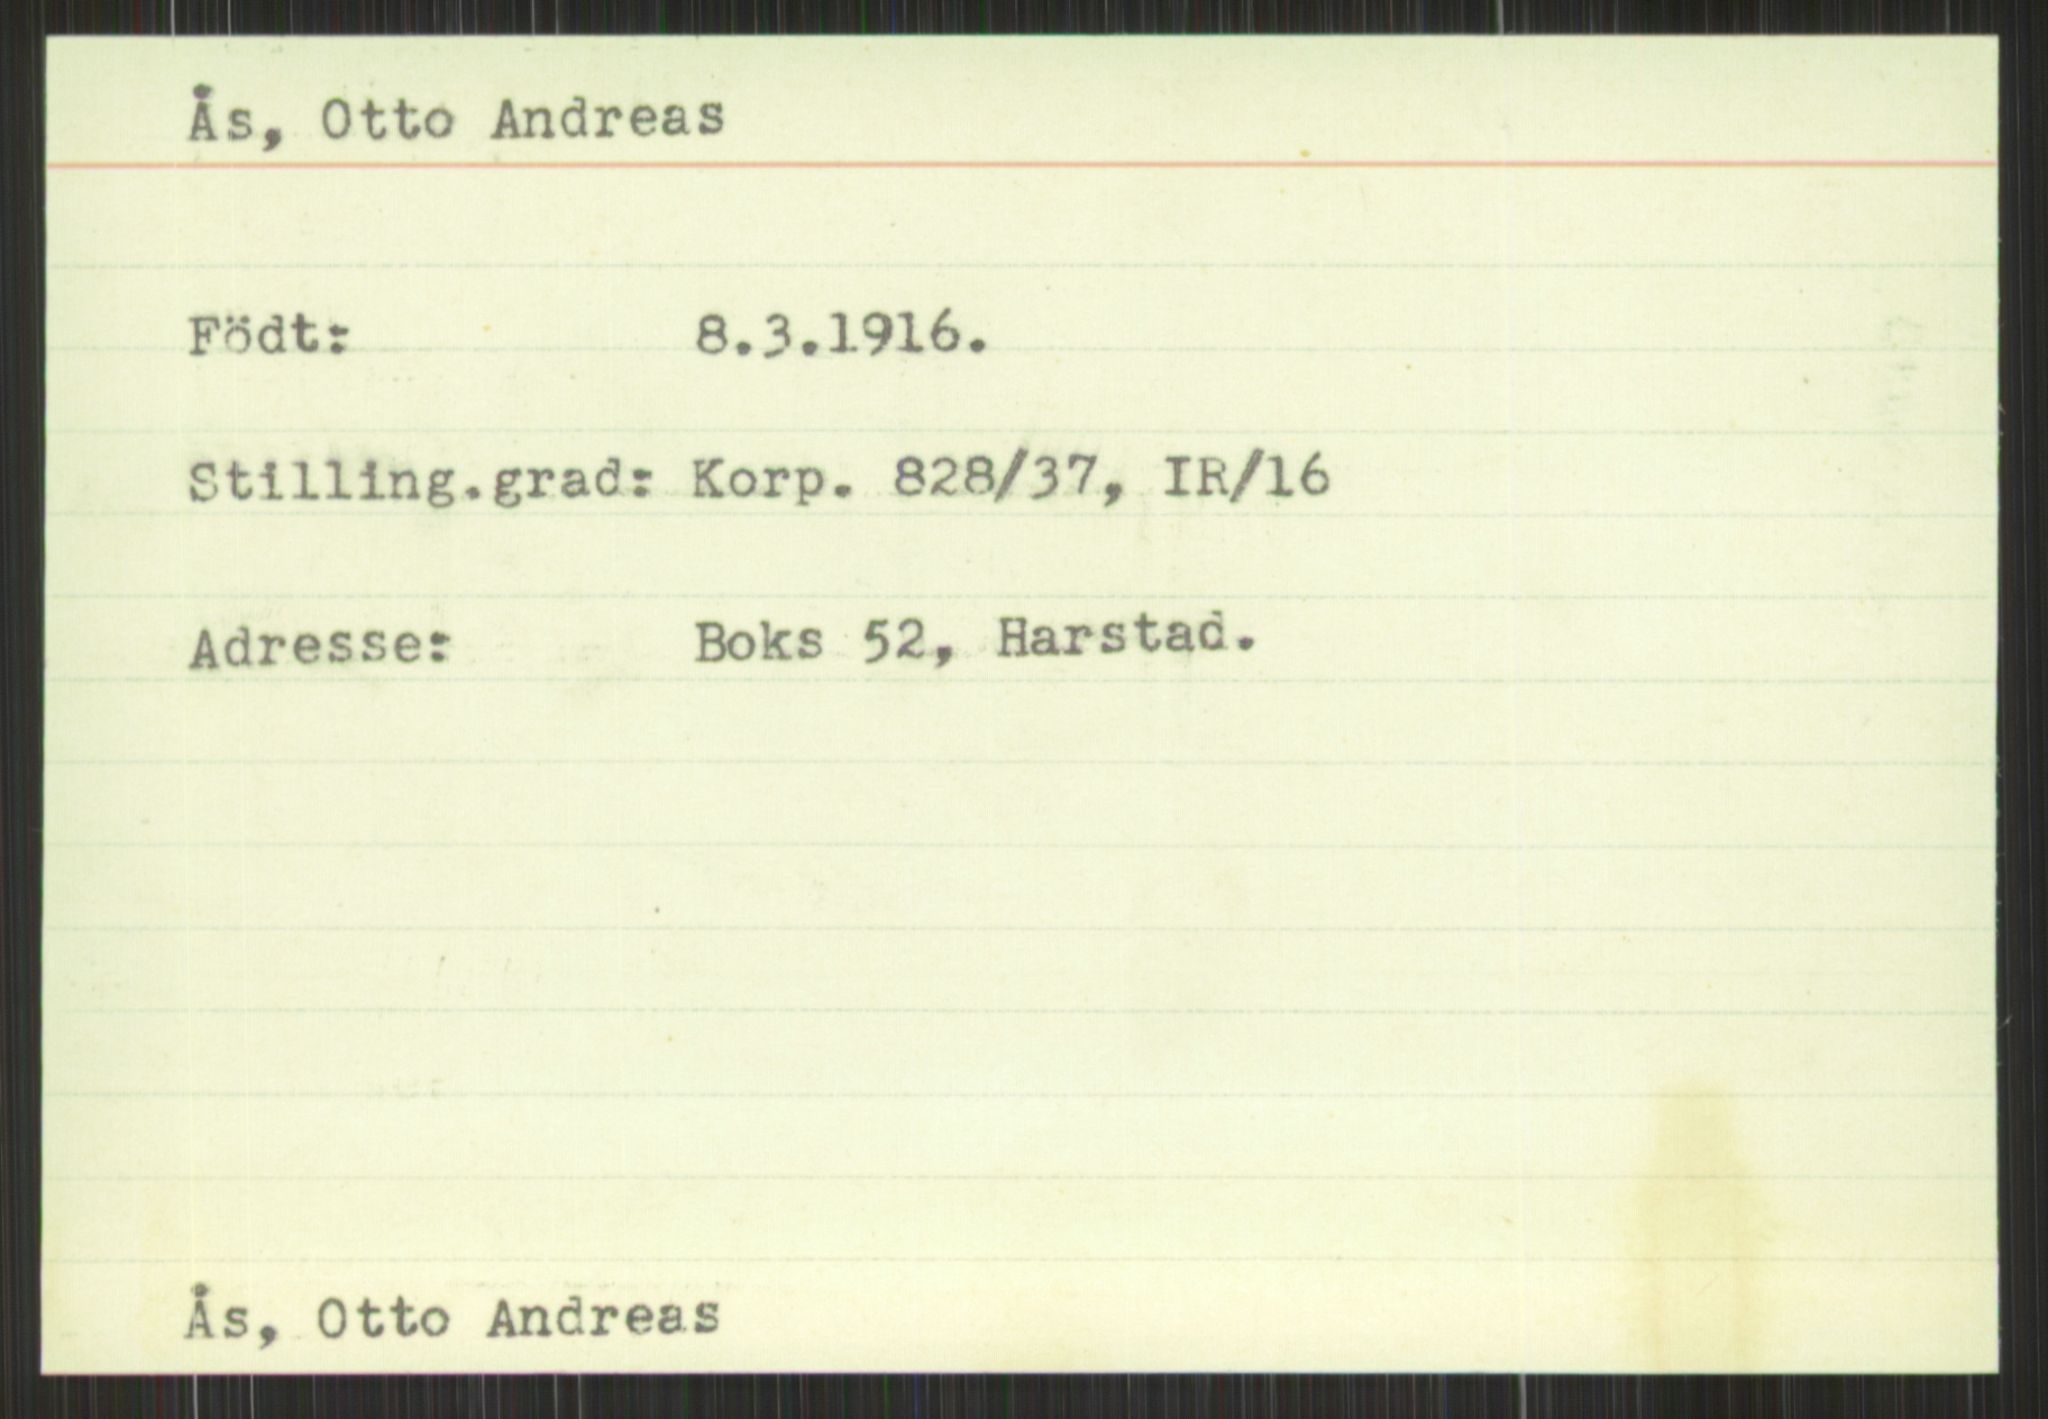 Ås, Otto Andreas
Födt: 8.3.1916.
Stilling.grad: Korp. 828/37, IR/16
Adresse: Boks 52, Harstad.
Ås, Otto Andreas